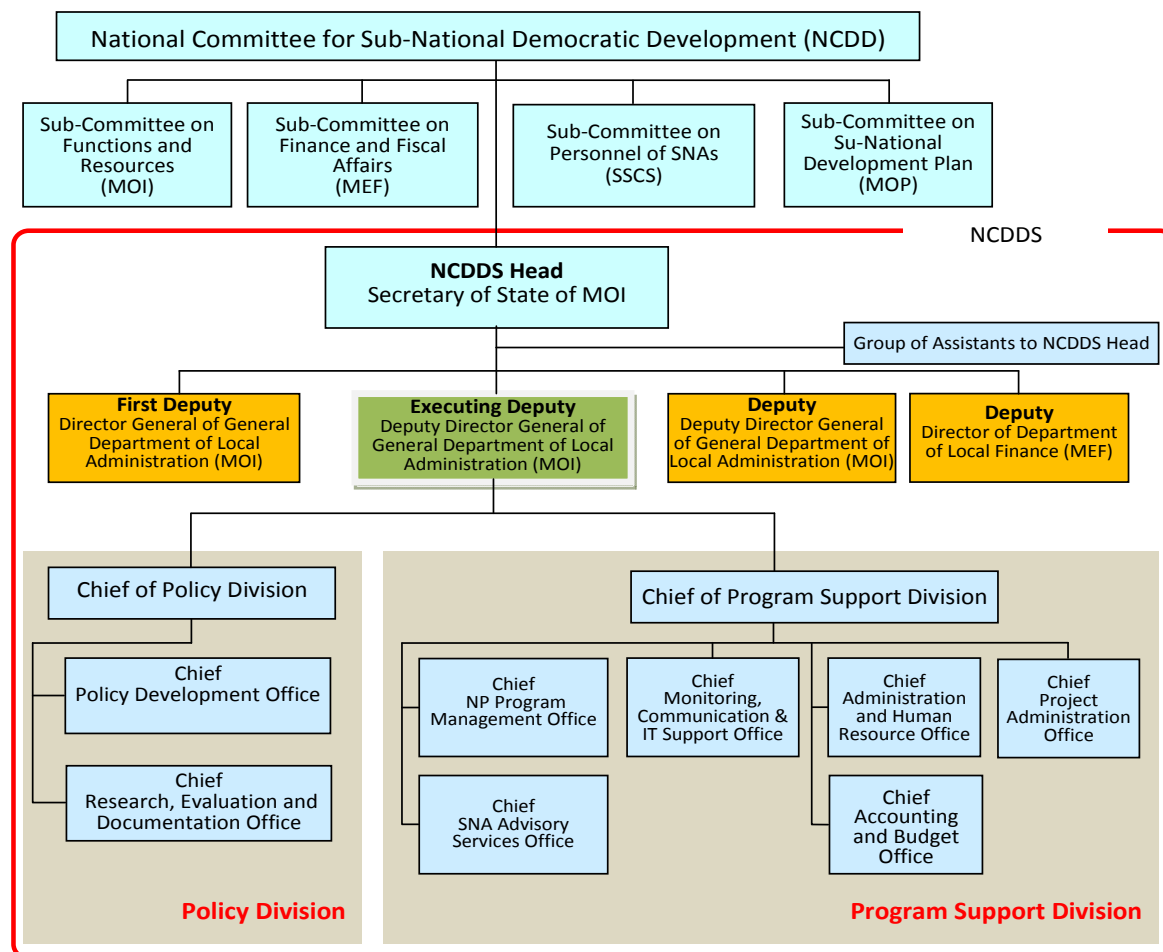 National Committee for Sub-National Democratic Development (NCDD)
Sub-Committee on
Functions and
Resources
(MOI)
Sub-Committee on
Finance and Fiscal
Affairs
(MEF)
Sub-Committee on
Personnel of SNAs
(SSCS)
Sub-Committee on
Su-National
Development Plan
(MOP)
NCDDS
NCDDS Head
Secretary of State of MOI
Group of Assistants to NCDDS Head
First Deputy
Director General of General
Department of Local
Administration (MOI)
Executing Deputy
Deputy Director General of
General Department of Local
Administration (MOI)
Deputy
Deputy Director General
of General Department of
Local Administration (MOI)
Deputy
Director of Department
of Local Finance (MEF)
Chief of Policy Division
Chief of Program Support Division
Chief
Policy Development Office
Chief
NP Program
Management Office
Chief
Monitoring,
Communication &
IT Support Office
Chief
Administration
and Human
Resource Office
Chief
Project
Administration
Office
Chief
Research, Evaluation and
Documentation Office
Chief
SNA Advisory
Services Office
Chief
Accounting
and Budget
Office
Policy Division
Program Support Division